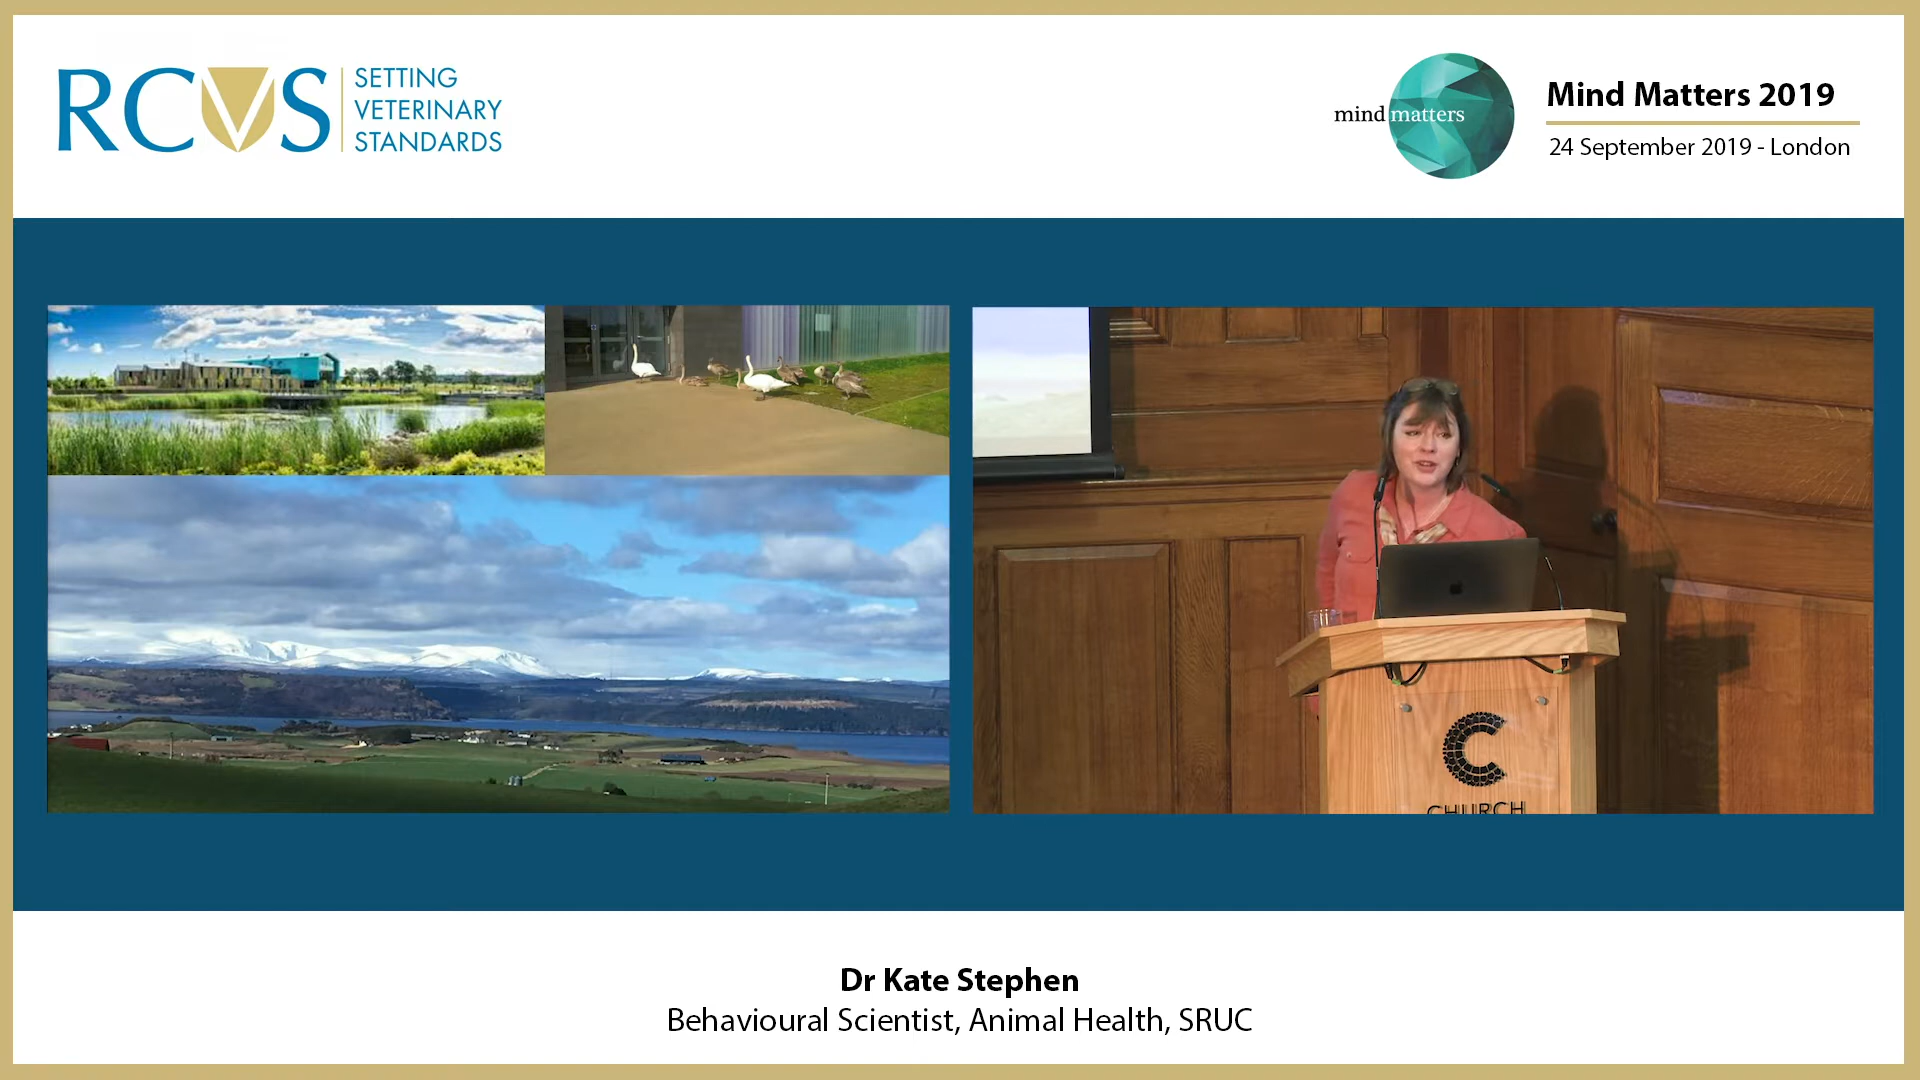 RCVS
SETTING
VETERINARY
STANDARDS
mind matters
Mind Matters 2019
24 September 2019 - London
CHURCH
Dr Kate Stephen
Behavioural Scientist, Animal Health, SRUC